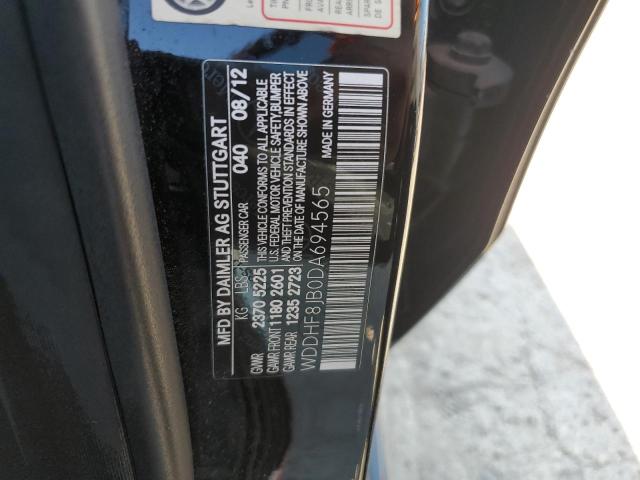 MFD BY DAIMLER AG STUTTGART
KG LBS PASSENGER CAR 040 08/12
GVWR 2370 5225 THIS VEHICLE CONFORMS TO ALL APPLICABLE
GAWR FRONT 1180 2601 U.S. FEDERAL MOTOR VEHICLE SAFETY, BUMPER
GAWR REAR 1235 2723 AND THEFT PREVENTION STANDARDS IN EFFECT
ON THE DATE OF MANUFACTURE SHOWN ABOVE
WDDHF8JB0DA694565 MADE IN GERMANY